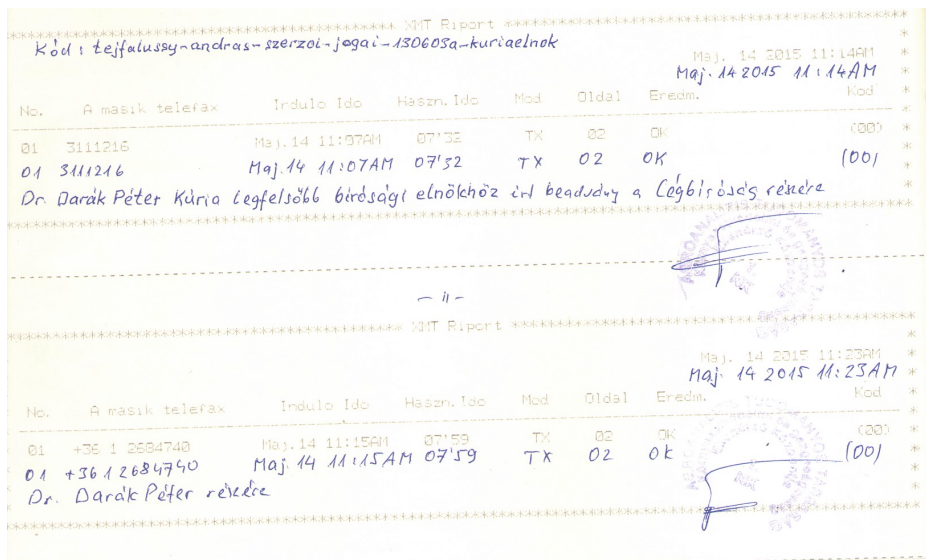 XMT Riport
Kód: tejfalussy-andras-szerzoi-jogai-130603a-kuriaelnok
Maj. 14 2015 11:14AM
Maj. 14 2015 11:14AM
No. A masik telefax Indulo Ido Haszn.Ido Mod Oldal Eredm. Kod
01 3111216 Maj.14 11:07AM 07'32 TX 02 OK (00)
01 3111216 Maj.14 11:07AM 07'32 TX 02 OK (00)
Dr. Darák Péter Kúria legfelsőbb bírósági elnökhöz írt beadvány a Cégbíróság részére
- 11 -
XMT Riport
Maj. 14 2015 11:23AM
Maj. 14 2015 11:23AM
No. A masik telefax Indulo Ido Haszn.Ido Mod Oldal Eredm. Kod
01 +36 1 2684740 Maj.14 11:15AM 07'59 TX 02 OK (00)
01 +36 1 2684740 Maj.14 11:15AM 07'59 TX 02 OK (00)
Dr. Darák Péter részére